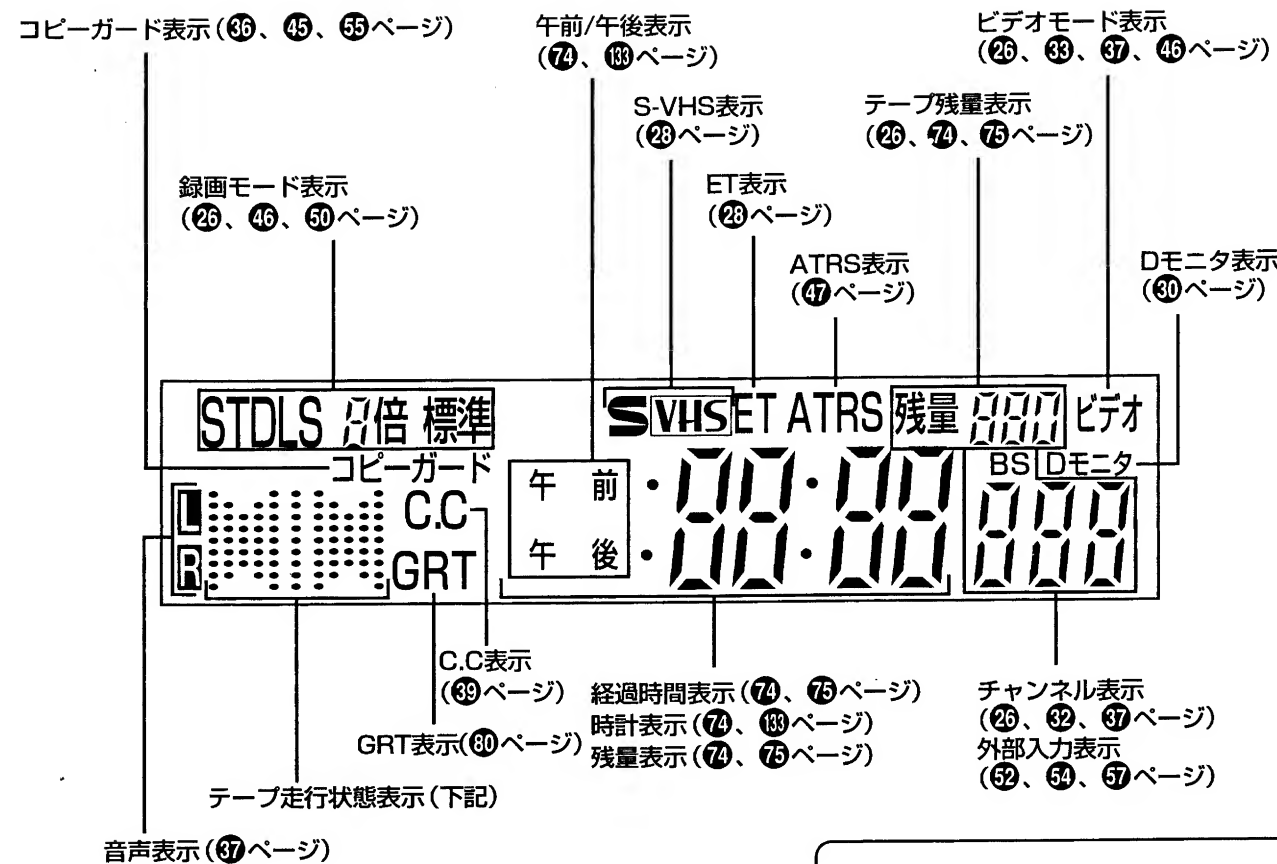 コピーガード表示(36、45、55ページ)
午前/午後表示
(74、133ページ)
ビデオモード表示
(26、33、37、46ページ)
S-VHS表示
(28ページ)
テープ残量表示
(26、74、75ページ)
録画モード表示
(26、46、50ページ)
ET表示
(28ページ)
ATRS表示
(47ページ)
Dモニタ表示
(30ページ)
STDLS 8倍 標準
S VHS ET ATRS 残量 888 ビデオ
コピーガード
BS Dモニタ
L
R
C.C
GRT
午前
午後
88:88
888
C.C表示
(39ページ)
GRT表示(80ページ)
経過時間表示(74、75ページ)
時計表示(74、133ページ)
残量表示(74、75ページ)
チャンネル表示
(26、32、37ページ)
外部入力表示
(52、54、57ページ)
テープ走行状態表示(下記)
音声表示(37ページ)